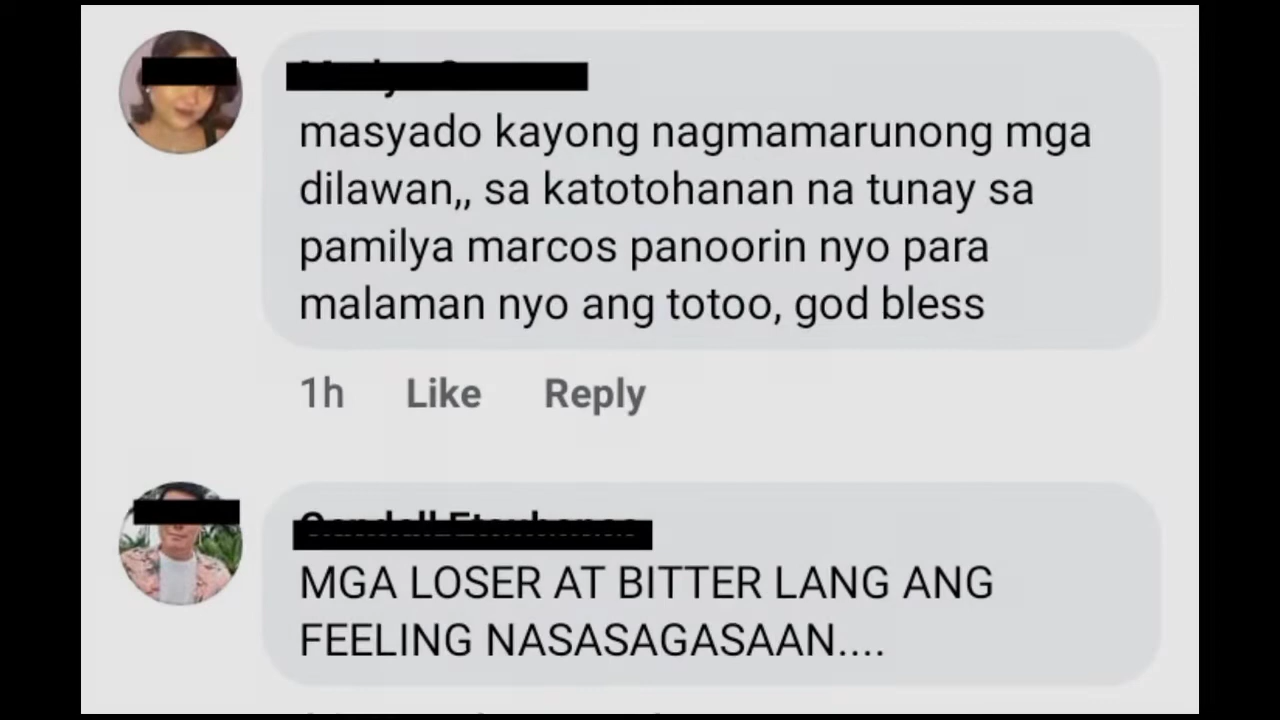 masyado kayong nagmamarunong mga
dilawan,, sa katotohanan na tunay sa
pamilya marcos panoorin nyo para
malaman nyo ang totoo, god bless
1h Like Reply
MGA LOSER AT BITTER LANG ANG
FEELING NASASAGASAAN....